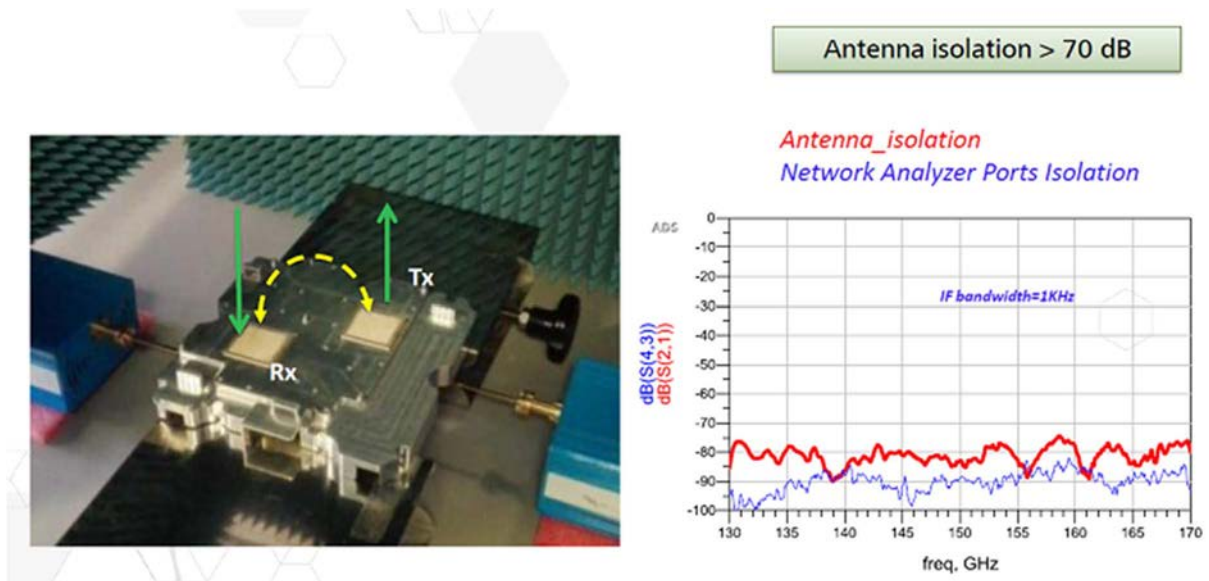 Antenna isolation > 70 dB
Antenna_isolation
Network Analyzer Ports Isolation
Tx
Rx
ADS
IF bandwidth=1KHz
dB(S(4,3))
dB(S(2,1))
0
-10
-20
-30
-40
-50
-60
-70
-80
-90
-100
130
135
140
145
150
155
160
165
170
freq, GHz